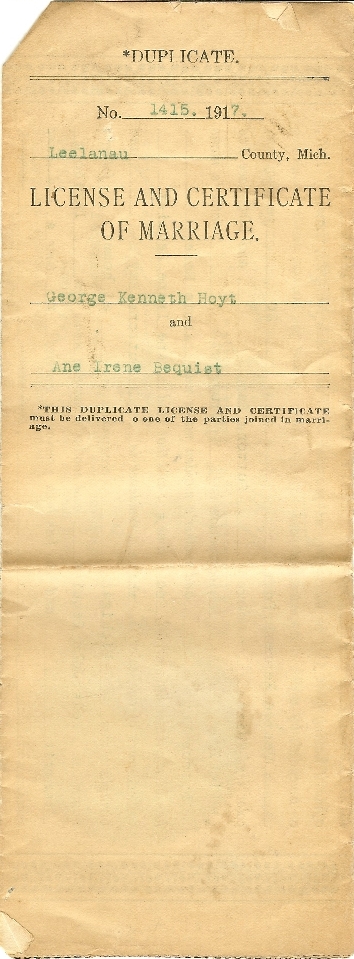 *DUPLICATE.
No. 1415. 1917.
Leelanau County, Mich.
LICENSE AND CERTIFICATE
OF MARRIAGE.
George Kenneth Hoyt
and
Ane Irene Bequist
*THIS DUPLICATE LICENSE AND CERTIFICATE
must be delivered o one of the parties joined in marri-
age.